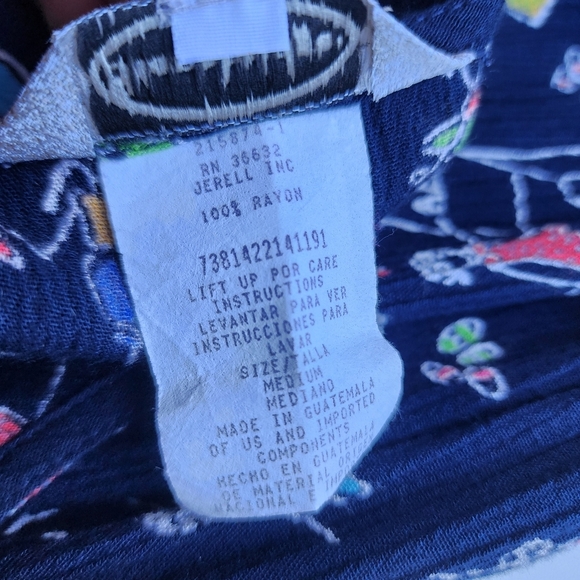 215874-1
RN 36632
JERELL INC
100% RAYON
7381422141191
LIFT UP FOR CARE
INSTRUCTIONS
LEVANTAR PARA VER
INSTRUCCIONES PARA
LAVAR
SIZE/TALLA
MEDIUM
MEDIANO
MADE IN GUATEMALA
OF US AND IMPORTED
COMPONENTS
HECHO EN GUATEMALA
DE MATERIAL
NACIONAL E